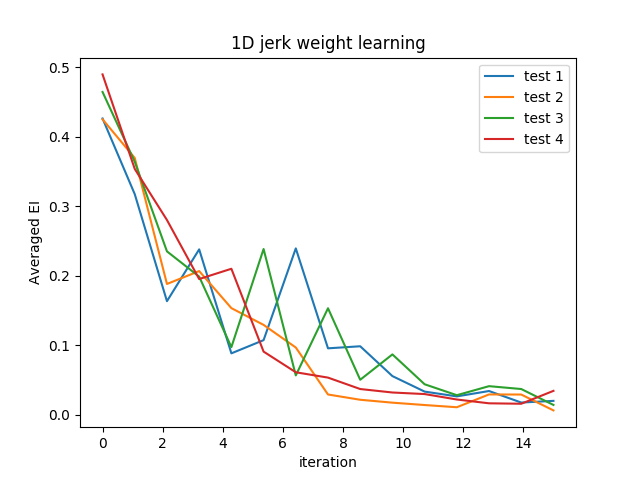 1D jerk weight learning
test 1
test 2
test 3
test 4
Averaged EI
0.5
0.4
0.3
0.2
0.1
0.0
0 2 4 6 8 10 12 14
iteration